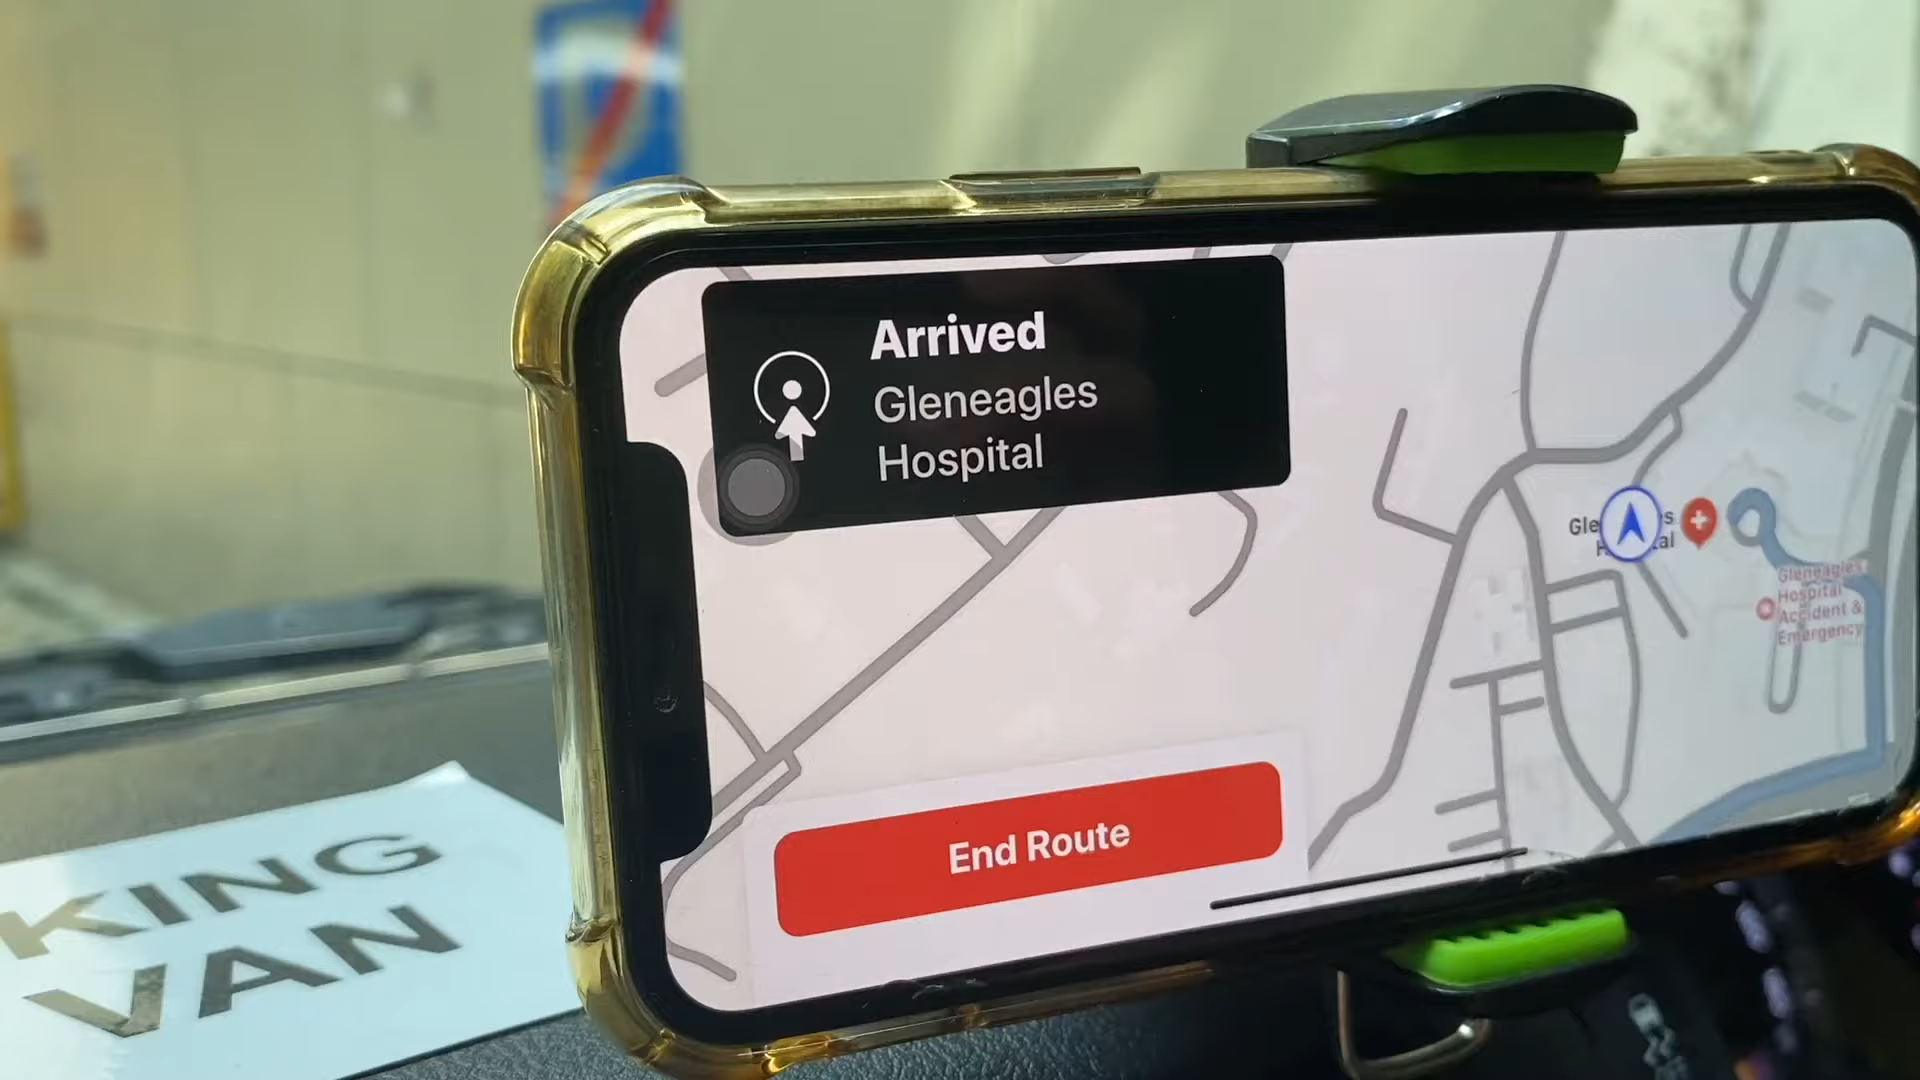 Arrived
Gleneagles
Hospital
End Route
Gleneagles
Hospital
Accident &
Emergency
KING
VAN